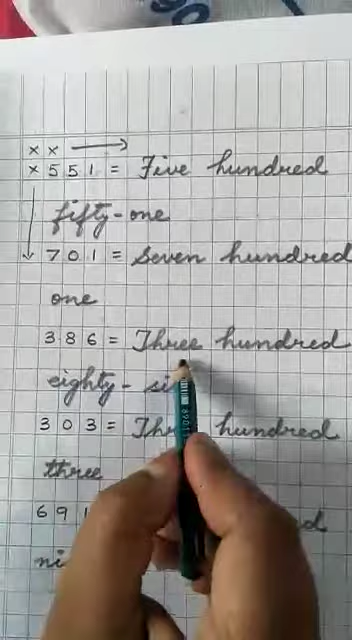 × × →
× 5 5 1 = Five hundred
fifty-one
7 0 1 = Seven hundred
one
3 8 6 = Three hundred
eighty-
3 0 3 = hundred
three
6 9